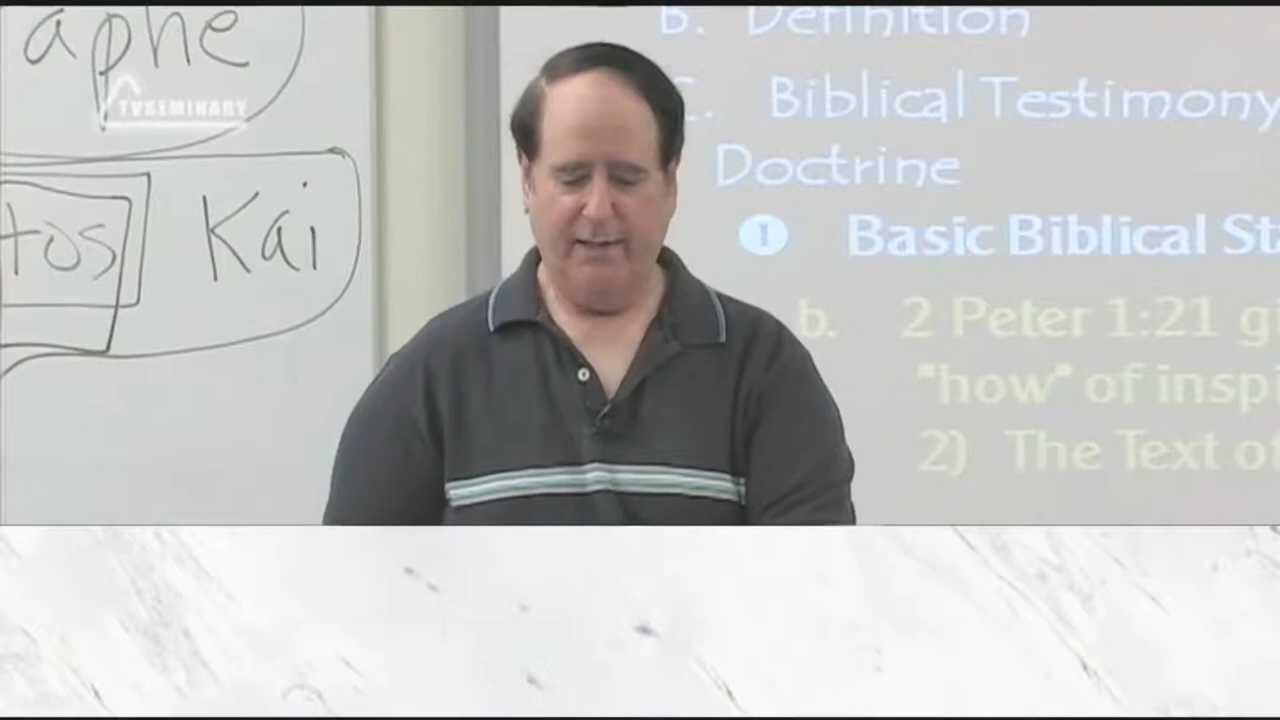 aphe
TVSEMINARY
tos Kai
B. Definition
C. Biblical Testimony
Doctrine
1 Basic Biblical St
b. 2 Peter 1:21 gi
"how" of inspi
2) The Text of